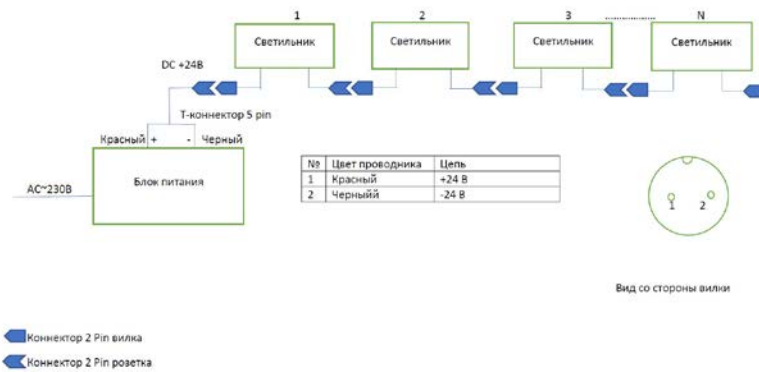 1 2 3 .............. N
Светильник Светильник Светильник Светильник
DC +24В
Т-коннектор 5 pin
Красный + - Черный
Блок питания
AC~230В
№ Цвет проводника Цепь
1 Красный +24 В
2 Черныйй -24 В
1 2
Вид со стороны вилки
Коннектор 2 Pin вилка
Коннектор 2 Pin розетка